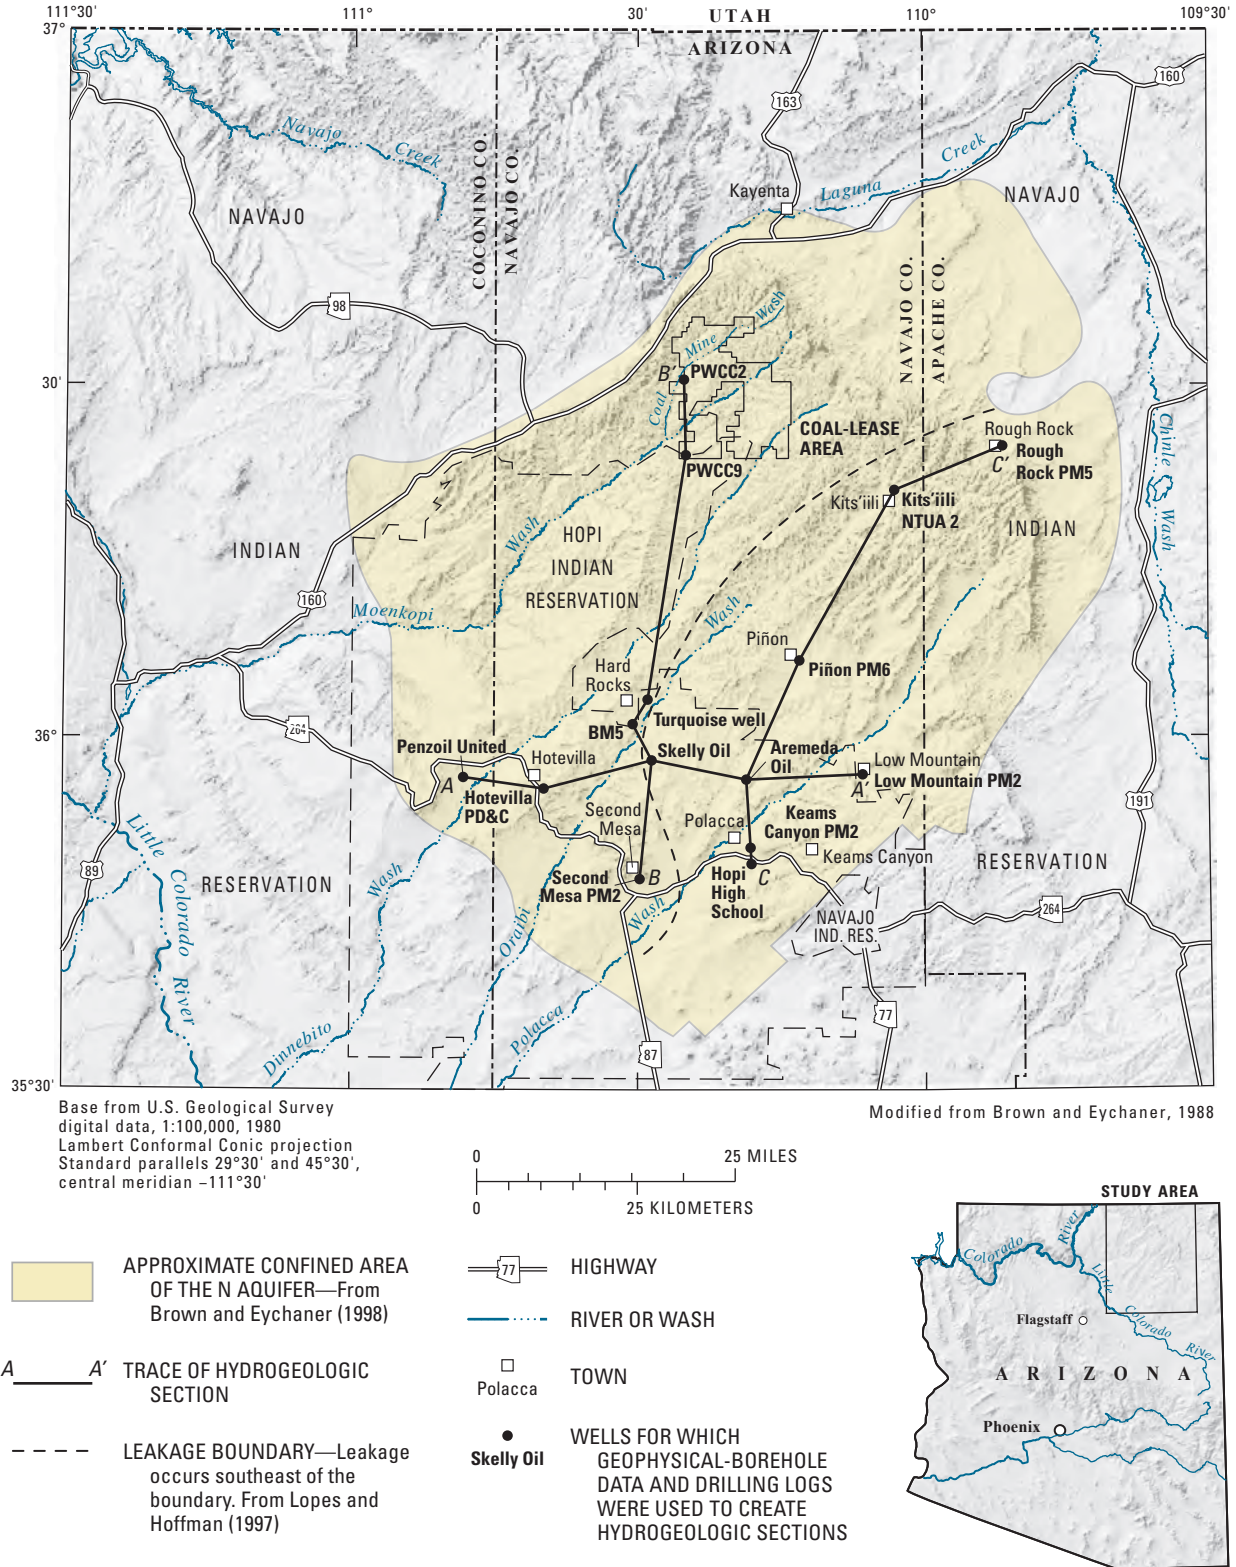 111°30'
111°
30'
UTAH
110°
109°30'
37°
ARIZONA
160
163
Navajo
Creek
COCONINO CO.
NAVAJO CO.
Creek
Laguna
Kayenta
NAVAJO
NAVAJO
98
NAVAJO CO.
APACHE CO.
Wash
Mine
30'
B'
PWCC2
Coal
COAL-LEASE
AREA
Rough Rock
C'
Rough
Rock PM5
Chinle Wash
PWCC9
Kits'iili
Kits'iili
NTUA 2
INDIAN
Wash
HOPI
INDIAN
RESERVATION
INDIAN
160
Moenkopi
Wash
Piñon
Piñon PM6
Hard
Rocks
Turquoise well
BM5
264
36°
Penzoil United
Hotevilla
Skelly Oil
Aremeda
Oil
Low Mountain
A
A'
Low Mountain PM2
Hotevilla
PD&C
191
Second
Mesa
Polacca
Keams
Canyon PM2
Keams Canyon
Little
Colorado
River
89
RESERVATION
Wash
Second
Mesa PM2
B
Hopi
High
School
C
RESERVATION
264
NAVAJO
IND. RES.
Oraibi
Wash
77
Dinnebito
Polacca
87
35°30'
Base from U.S. Geological Survey
digital data, 1:100,000, 1980
Lambert Conformal Conic projection
Standard parallels 29°30' and 45°30',
central meridian –111°30'
Modified from Brown and Eychaner, 1988
0
25 MILES
0
25 KILOMETERS
APPROXIMATE CONFINED AREA
OF THE N AQUIFER—From
Brown and Eychaner (1998)
A
A'
TRACE OF HYDROGEOLOGIC
SECTION
LEAKAGE BOUNDARY—Leakage
occurs southeast of the
boundary. From Lopes and
Hoffman (1997)
77
HIGHWAY
RIVER OR WASH
Polacca
TOWN
Skelly Oil
WELLS FOR WHICH
GEOPHYSICAL-BOREHOLE
DATA AND DRILLING LOGS
WERE USED TO CREATE
HYDROGEOLOGIC SECTIONS
STUDY AREA
Colorado
River
Little
Colorado
River
Flagstaff
ARIZONA
Phoenix